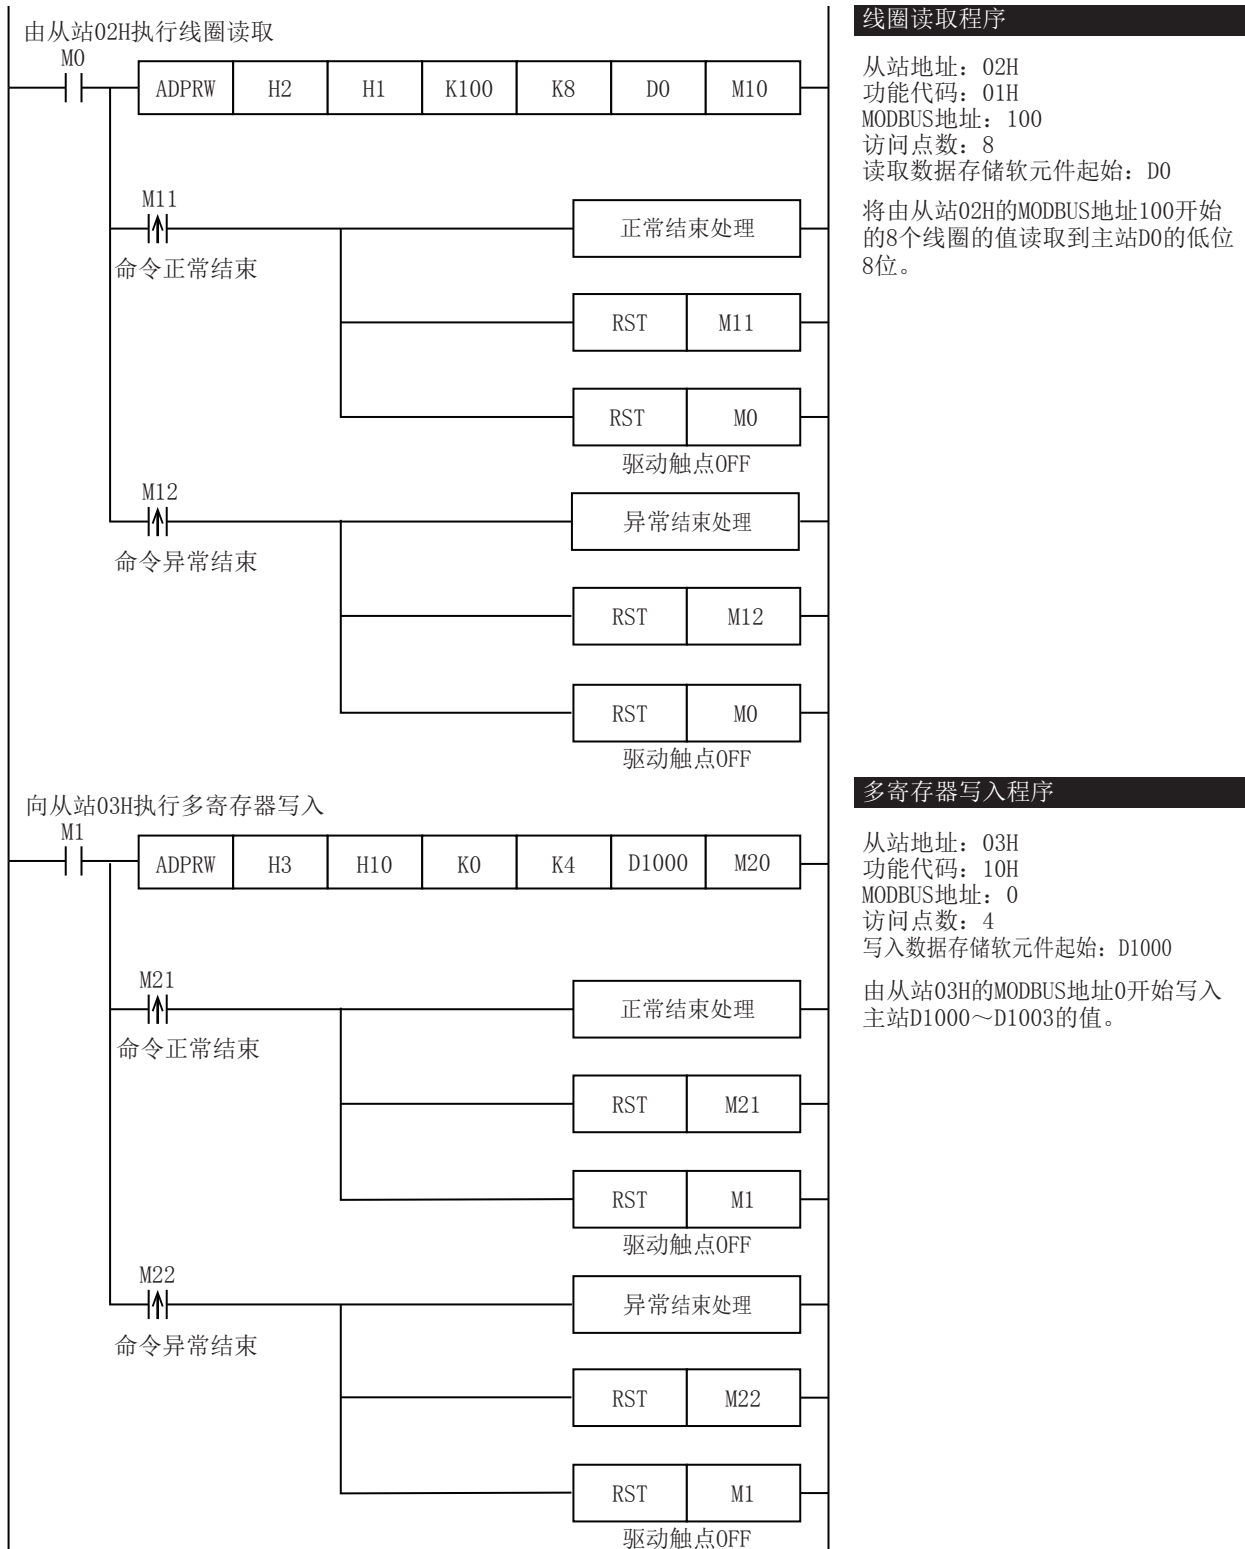 由从站02H执行线圈读取
M0
ADPRW H2 H1 K100 K8 D0 M10
M11
正常结束处理
命令正常结束
RST M11
RST M0
驱动触点OFF
M12
异常结束处理
命令异常结束
RST M12
RST M0
驱动触点OFF
线圈读取程序
从站地址：02H
功能代码：01H
MODBUS地址：100
访问点数：8
读取数据存储软元件起始：D0
将由从站02H的MODBUS地址100开始
的8个线圈的值读取到主站D0的低位
8位。
向从站03H执行多寄存器写入
M1
ADPRW H3 H10 K0 K4 D1000 M20
M21
正常结束处理
命令正常结束
RST M21
RST M1
驱动触点OFF
M22
异常结束处理
命令异常结束
RST M22
RST M1
驱动触点OFF
多寄存器写入程序
从站地址：03H
功能代码：10H
MODBUS地址：0
访问点数：4
写入数据存储软元件起始：D1000
由从站03H的MODBUS地址0开始写入
主站D1000～D1003的值。